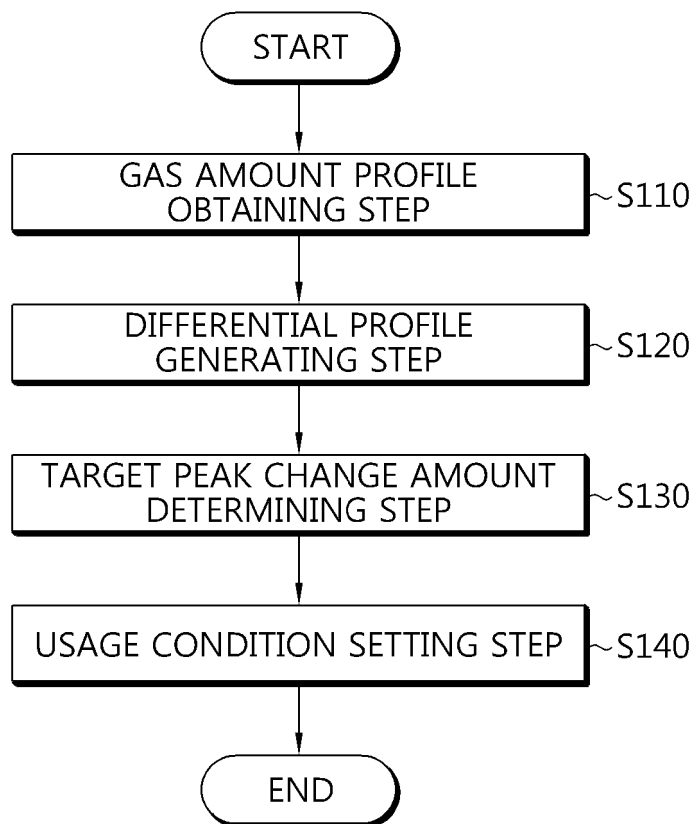 START
GAS AMOUNT PROFILE
OBTAINING STEP
S110
DIFFERENTIAL PROFILE
GENERATING STEP
S120
TARGET PEAK CHANGE AMOUNT
DETERMINING STEP
S130
USAGE CONDITION SETTING STEP
S140
END